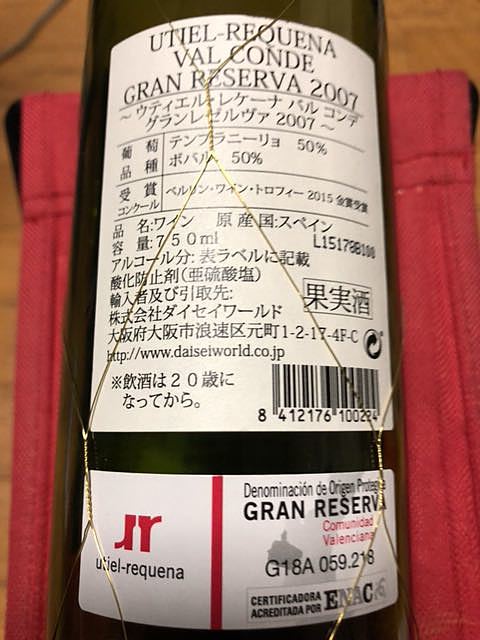 UTIEL-REQUENA
VAL CONDE
GRAN RESERVA 2007
～ ウティエル・レケーナ バル コンデ
グランレゼルヴァ 2007 ～
葡萄品種 テンプラニーリョ 50%
ボバル 50%
受賞コンクール ベルリン・ワイン・トロフィー 2015 金賞受賞
品名:ワイン 原産国:スペイン
容量:750ml L15178B100
アルコール分:表ラベルに記載
酸化防止剤(亜硫酸塩)
輸入者及び引取先: 果実酒
株式会社ダイセイワールド
大阪府大阪市浪速区元町1-2-17-4F-C
http://www.daiseiworld.co.jp
※飲酒は20歳に
なってから。
8 412176 100294
Denominación de Origen Protegida
GRAN RESERVA
Comunidad
Valenciana
utiel-requena
G18A 059.218
CERTIFICADORA
ACREDITADA POR ENAC